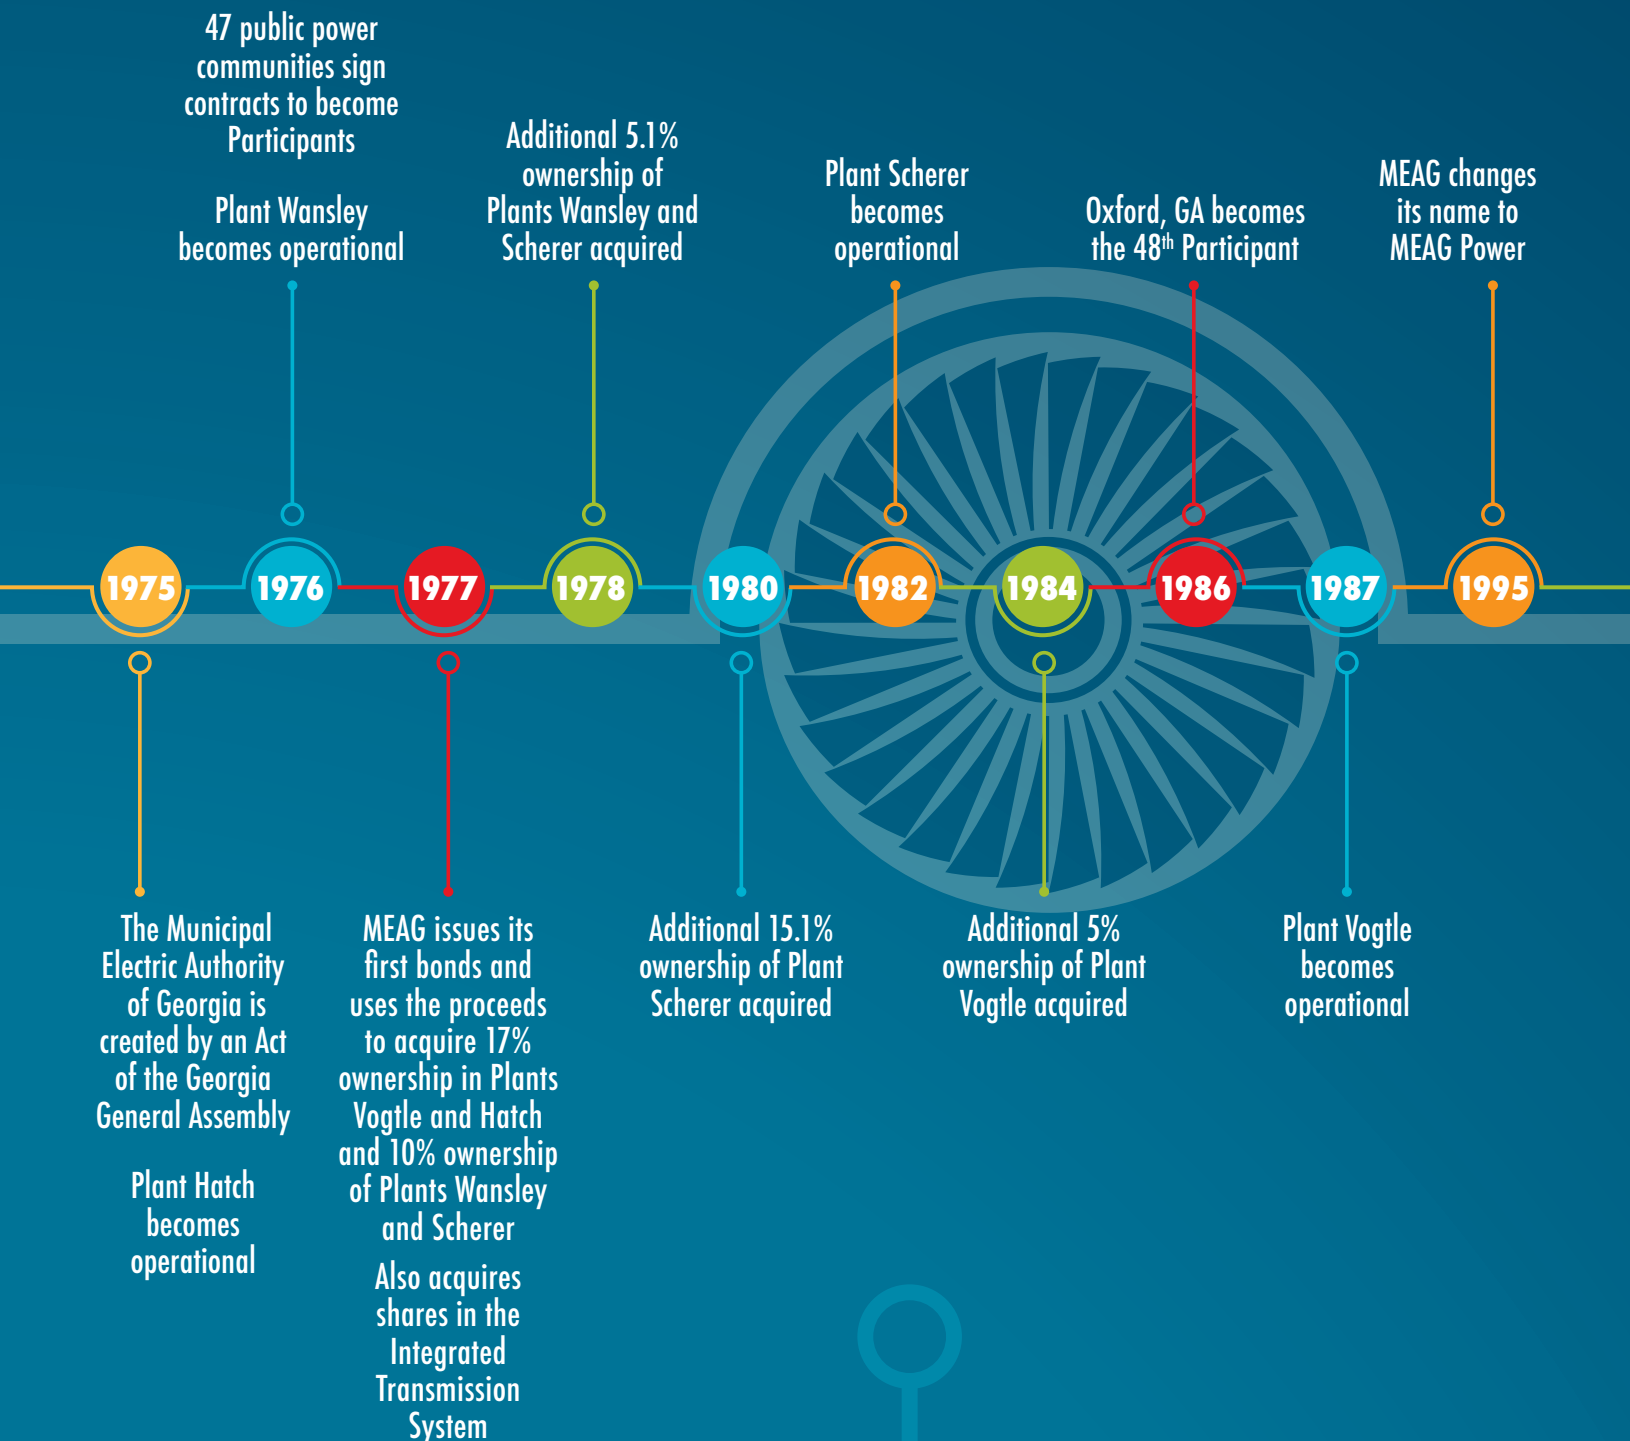 47 public power
communities sign
contracts to become
Participants
Plant Wansley
becomes operational
Additional 5.1%
ownership of
Plants Wansley and
Scherer acquired
Plant Scherer
becomes
operational
Oxford, GA becomes
the 48th Participant
MEAG changes
its name to
MEAG Power
1975
1976
1977
1978
1980
1982
1984
1986
1987
1995
The Municipal
Electric Authority
of Georgia is
created by an Act
of the Georgia
General Assembly
Plant Hatch
becomes
operational
MEAG issues its
first bonds and
uses the proceeds
to acquire 17%
ownership in Plants
Vogtle and Hatch
and 10% ownership
of Plants Wansley
and Scherer
Also acquires
shares in the
Integrated
Transmission
System
Additional 15.1%
ownership of Plant
Scherer acquired
Additional 5%
ownership of Plant
Vogtle acquired
Plant Vogtle
becomes
operational